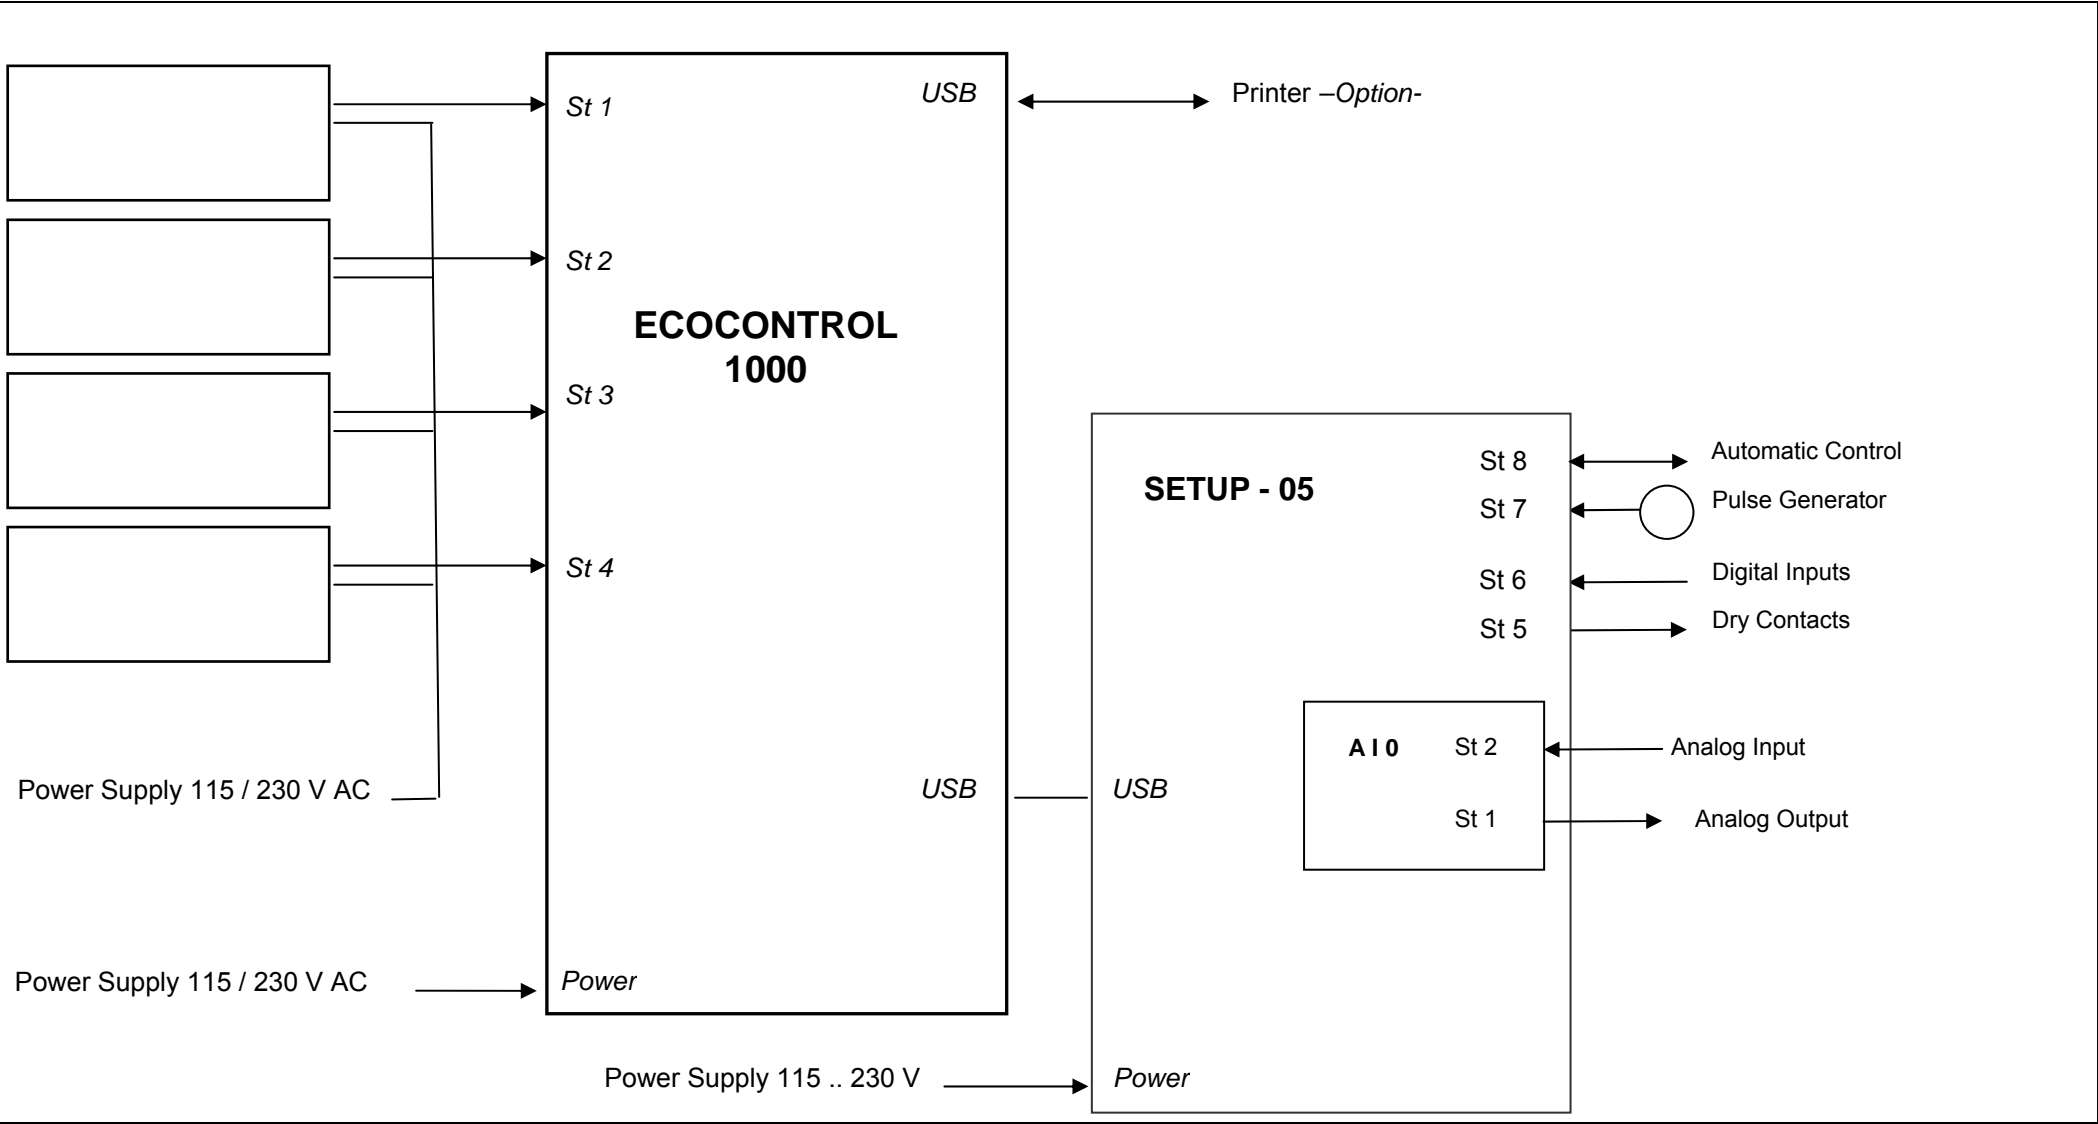 St 1
USB
Printer –Option-
St 2
ECOCONTROL
1000
St 3
St 4
Power Supply 115 / 230 V AC
USB
Power Supply 115 / 230 V AC
Power
SETUP - 05
St 8
Automatic Control
St 7
Pulse Generator
St 6
Digital Inputs
St 5
Dry Contacts
A I 0
St 2
Analog Input
USB
St 1
Analog Output
Power Supply 115 .. 230 V
Power